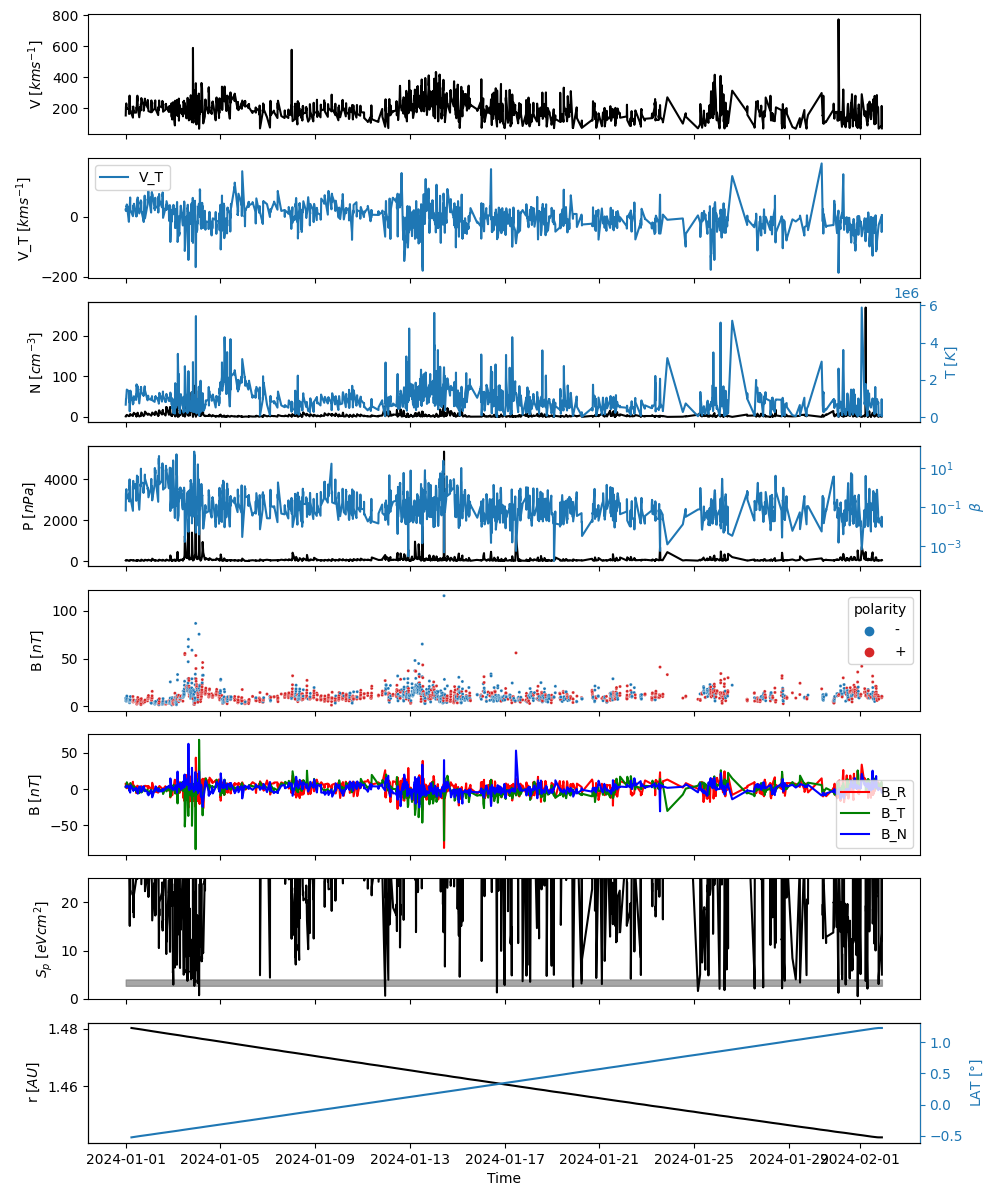 800
600
400
200
V [kms⁻¹]
V_T
0
−200
V_T [kms⁻¹]
1e6
200
100
0
N [cm⁻³]
6
4
2
0
T [K]
4000
2000
0
P [nPa]
10¹
10⁻¹
10⁻³
β
100
50
0
B [nT]
polarity
-
+
50
0
−50
B [nT]
B_R
B_T
B_N
20
10
0
S_p [eVcm²]
1.48
1.46
r [AU]
1.0
0.5
0.0
−0.5
LAT [°]
2024-01-01 2024-01-05 2024-01-09 2024-01-13 2024-01-17 2024-01-21 2024-01-25 2024-01-29 2024-02-01
Time